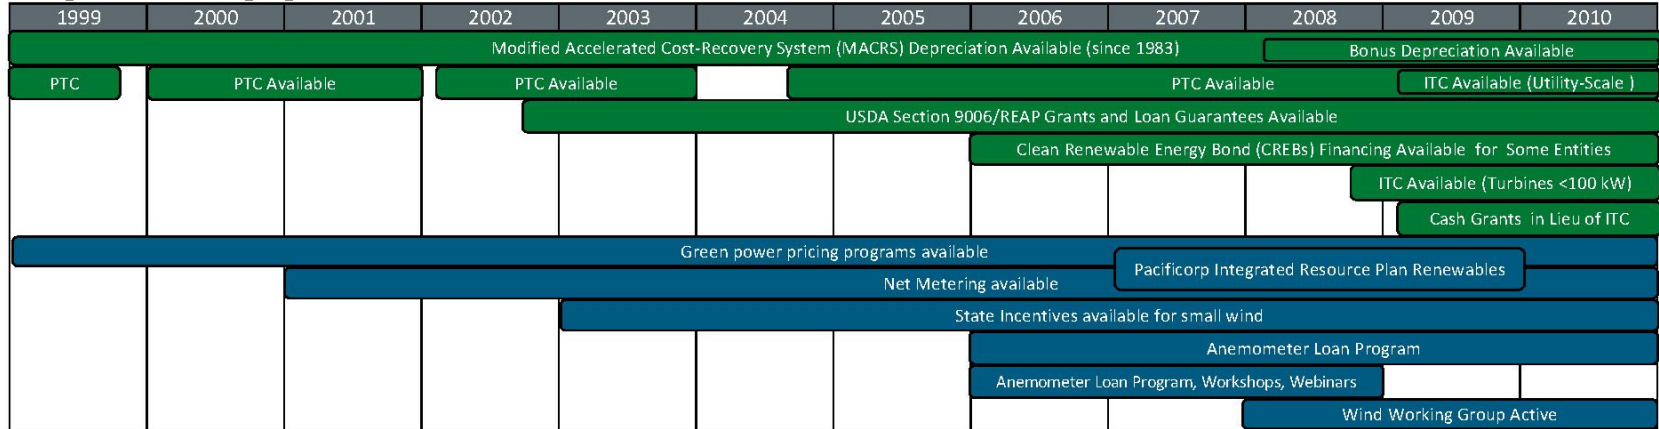 1999 2000 2001 2002 2003 2004 2005 2006 2007 2008 2009 2010
Modified Accelerated Cost-Recovery System (MACRS) Depreciation Available (since 1983)
Bonus Depreciation Available
PTC
PTC Available
PTC Available
PTC Available
ITC Available (Utility-Scale )
USDA Section 9006/REAP Grants and Loan Guarantees Available
Clean Renewable Energy Bond (CREBs) Financing Available for Some Entities
ITC Available (Turbines <100 kW)
Cash Grants in Lieu of ITC
Green power pricing programs available
Pacificorp Integrated Resource Plan Renewables
Net Metering available
State Incentives available for small wind
Anemometer Loan Program
Anemometer Loan Program, Workshops, Webinars
Wind Working Group Active